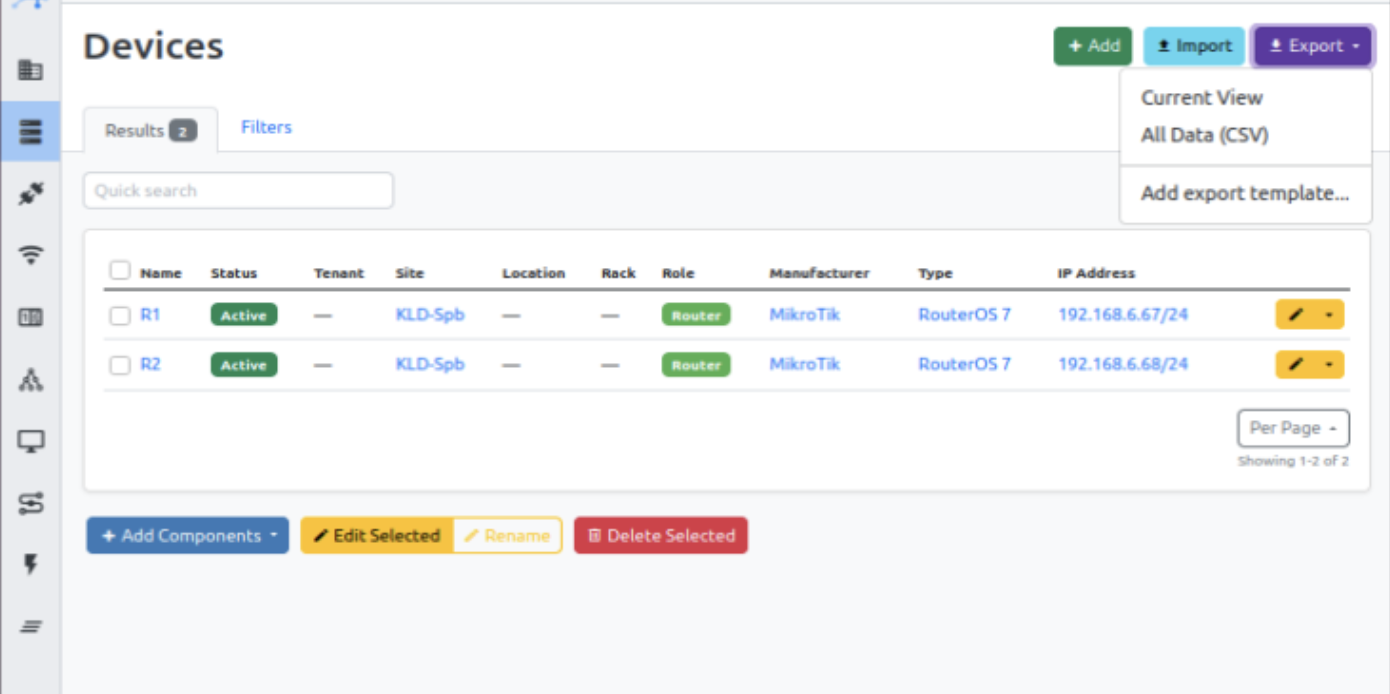 Devices
+ Add Import Export
Current View
All Data (CSV)
Add export template...
Results 2 Filters
Quick search
Name Status Tenant Site Location Rack Role Manufacturer Type IP Address
R1 Active — KLD-Spb — — Router MikroTik RouterOS 7 192.168.6.67/24
R2 Active — KLD-Spb — — Router MikroTik RouterOS 7 192.168.6.68/24
Per Page
Showing 1-2 of 2
+ Add Components Edit Selected Rename Delete Selected